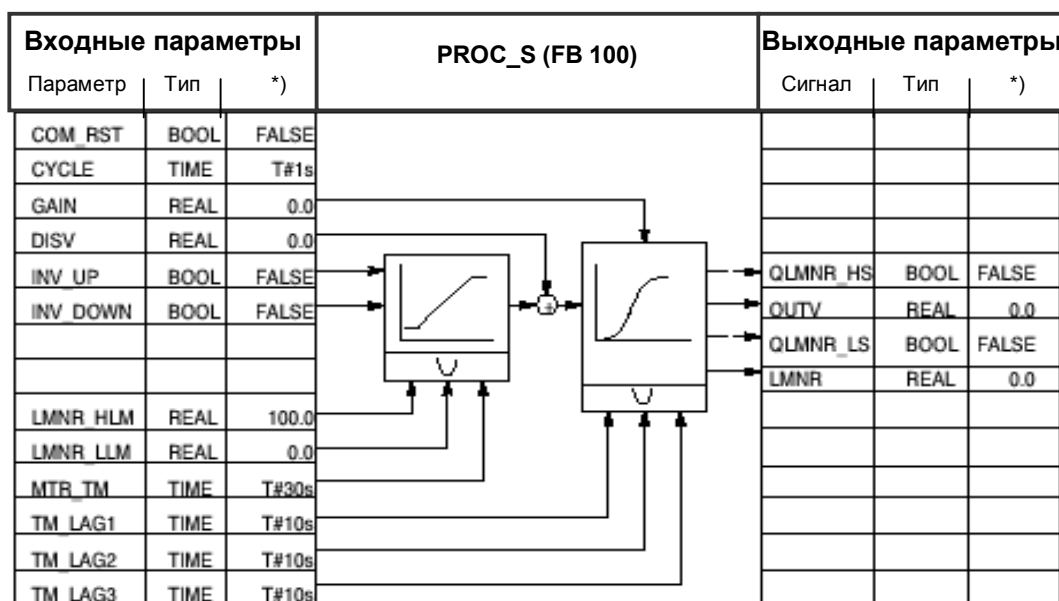 Входные параметры PROC_S (FB 100) Выходные параметры
Параметр Тип *) Сигнал Тип *)
COM_RST BOOL FALSE
CYCLE TIME T#1s
GAIN REAL 0.0
DISV REAL 0.0
INV_UP BOOL FALSE QLMNR_HS BOOL FALSE
INV_DOWN BOOL FALSE + OUTV REAL 0.0
QLMNR_LS BOOL FALSE
LMNR REAL 0.0
LMNR_HLM REAL 100.0
LMNR_LLM REAL 0.0
MTR_TM TIME T#30s
TM_LAG1 TIME T#10s
TM_LAG2 TIME T#10s
TM_LAG3 TIME T#10s